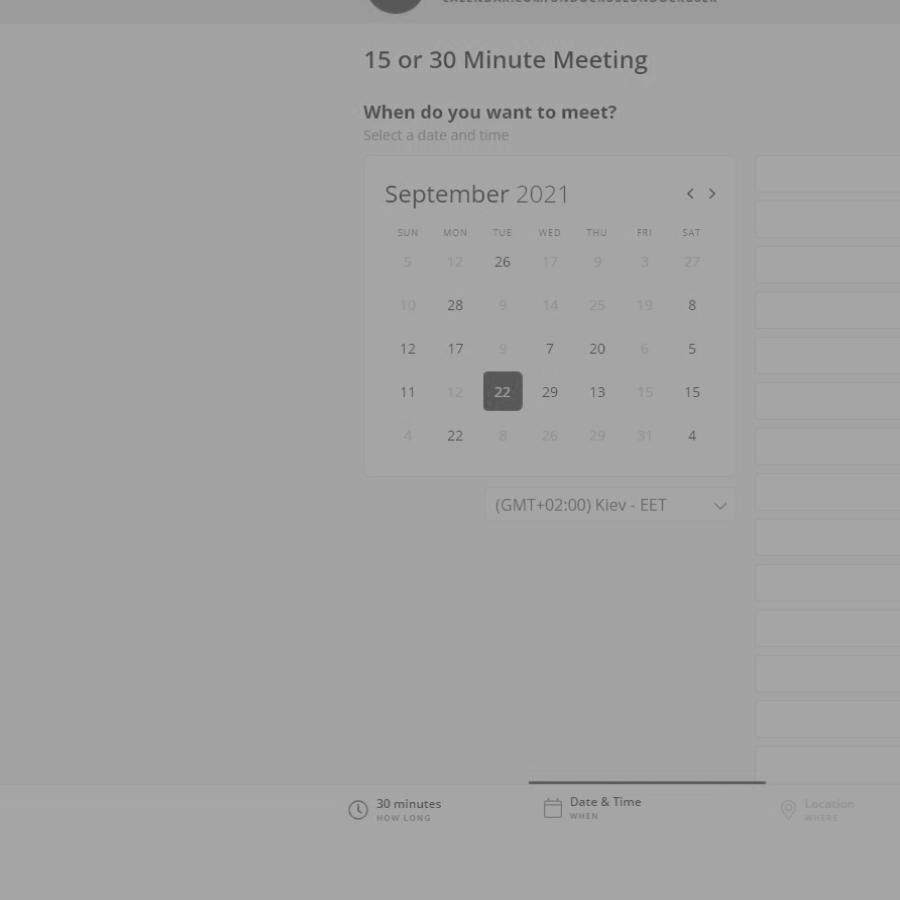 15 or 30 Minute Meeting
When do you want to meet?
Select a date and time
September 2021
SUN MON TUE WED THU FRI SAT
5 12 26 17 9 3 27
10 28 9 14 25 19 8
12 17 9 7 20 6 5
11 12 22 29 13 15 15
4 22 8 26 29 31 4
(GMT+02:00) Kiev - EET
30 minutes
HOW LONG
Date & Time
WHEN
Location
WHERE